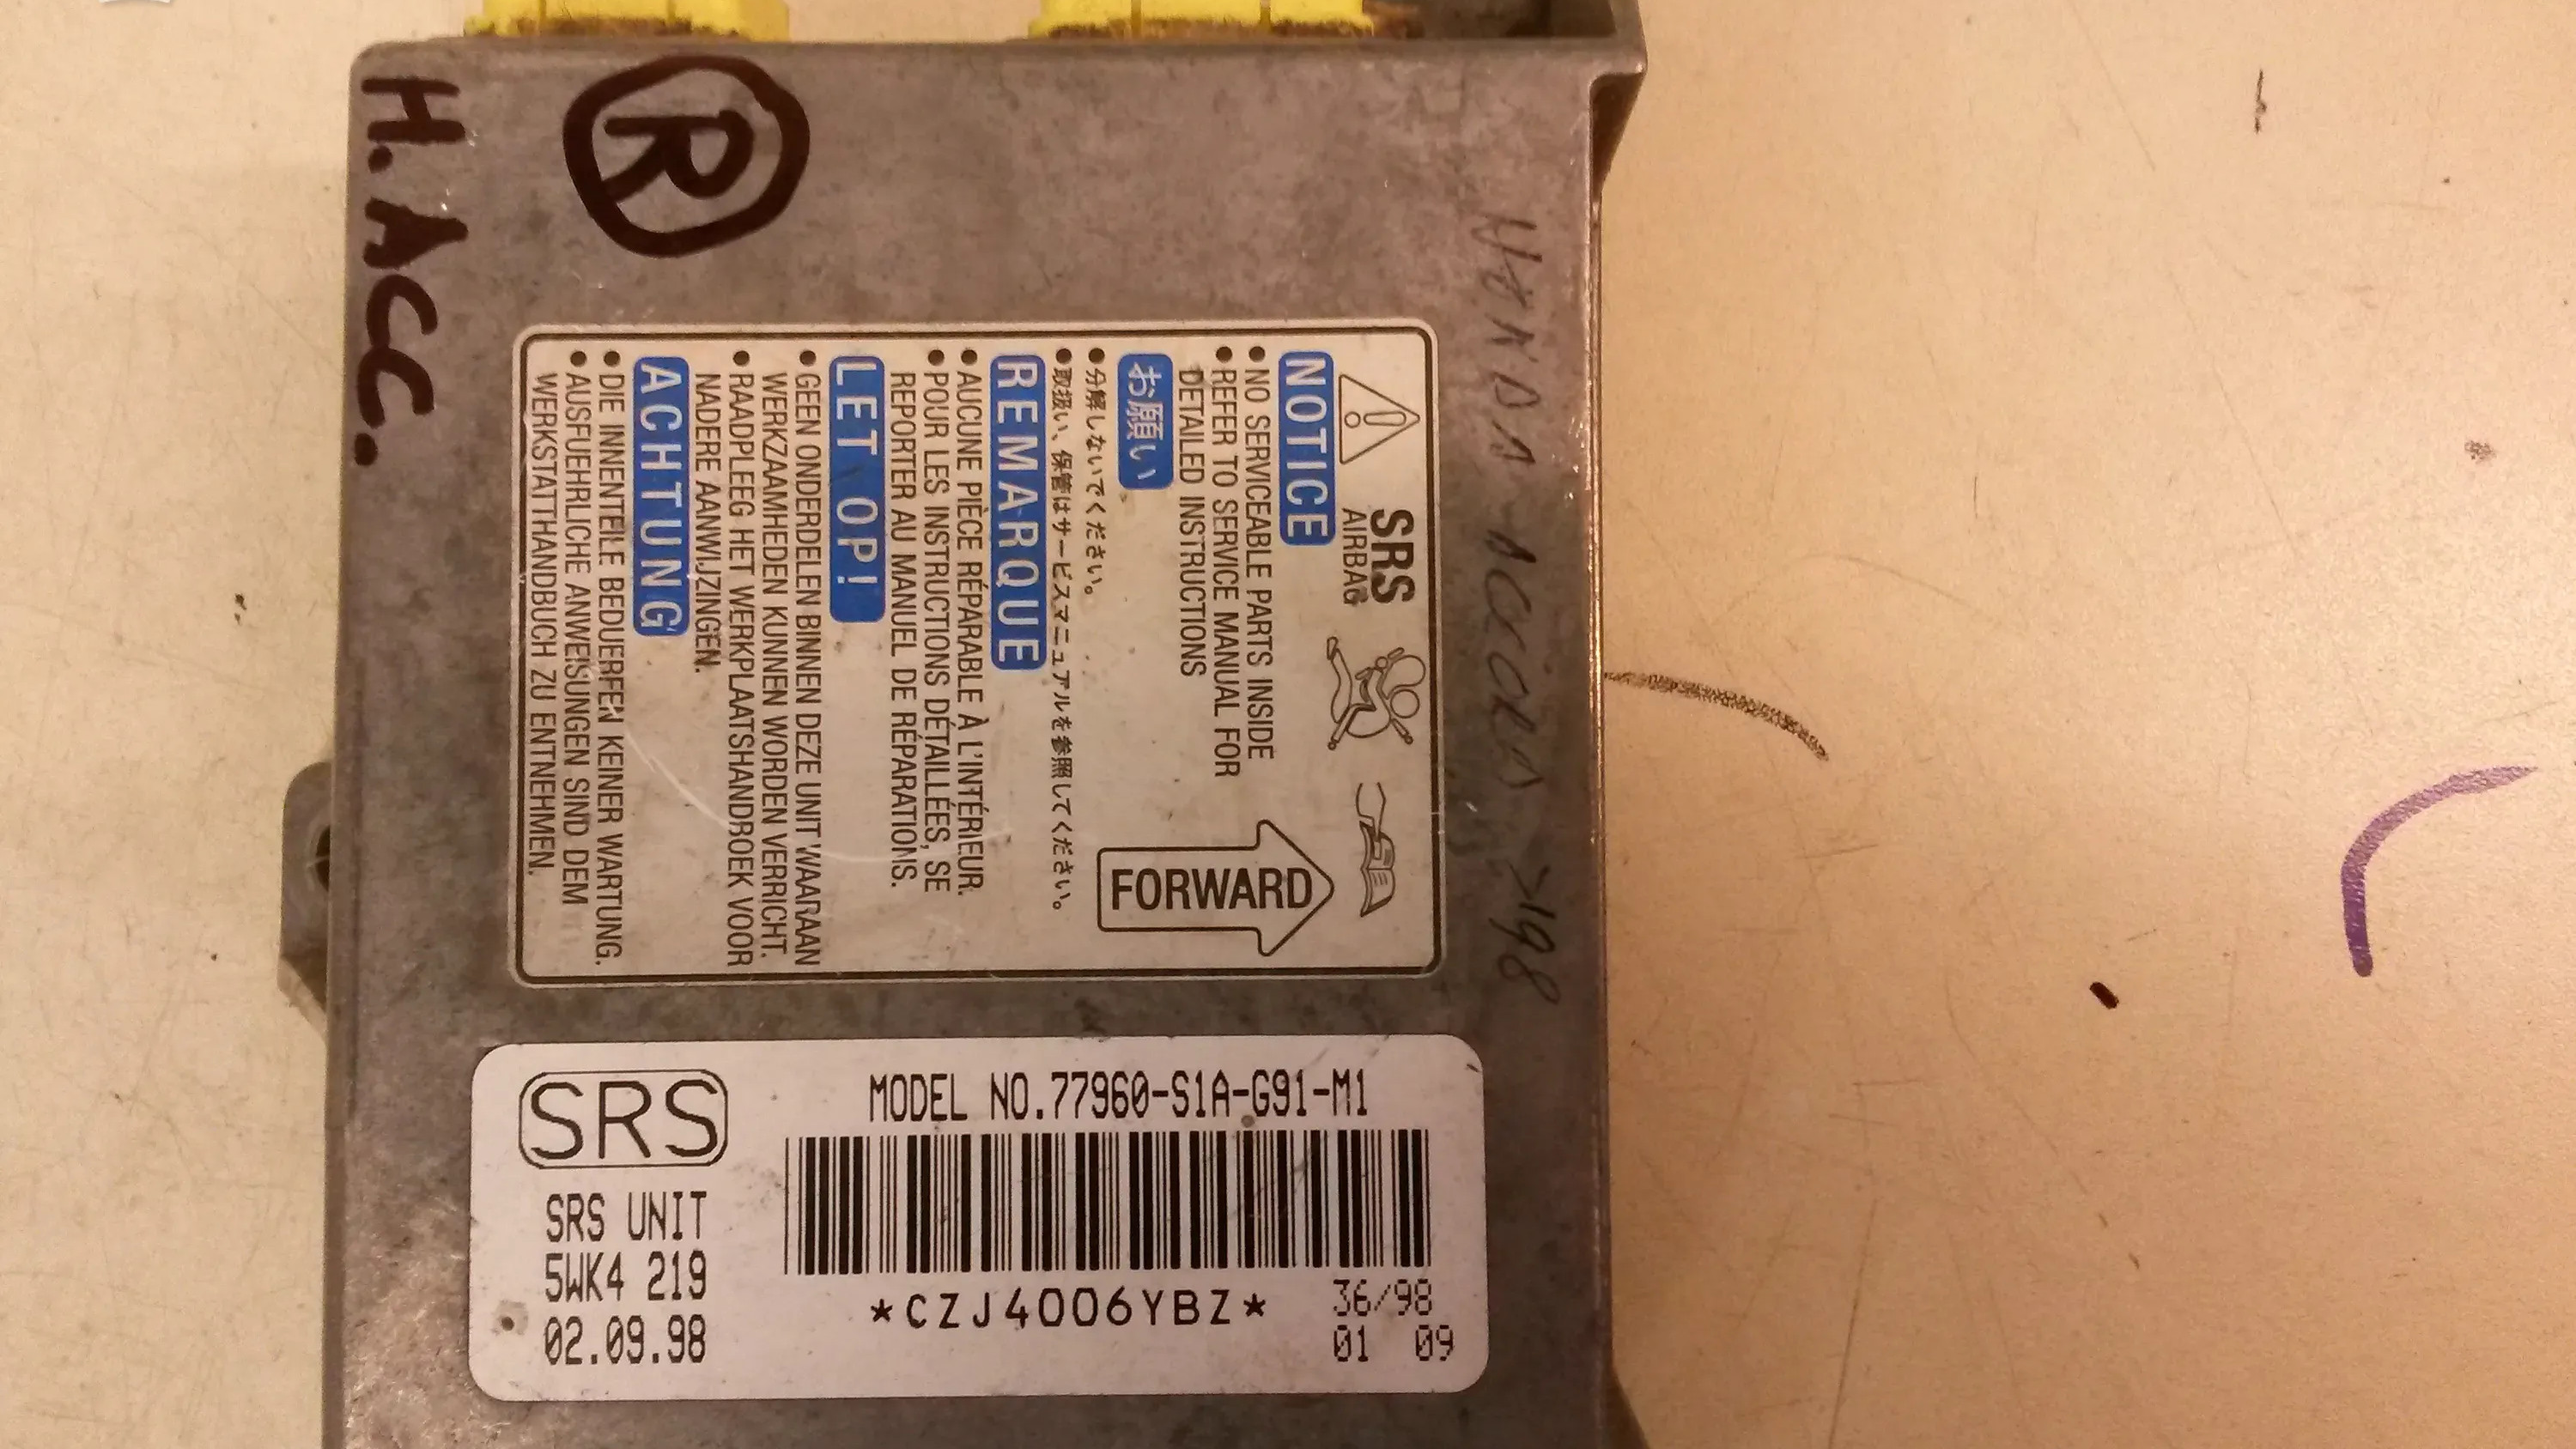 H.ACC.
R
HONDA ACCORD >'98
SRS
AIRBAG
NOTICE
●NO SERVICEABLE PARTS INSIDE
●REFER TO SERVICE MANUAL FOR
DETAILED INSTRUCTIONS
FORWARD
お願い
●分解しないでください。
●取扱い、保管はサービスマニュアルを参照してください。
REMARQUE
●AUCUNE PIÈCE RÉPARABLE À L'INTÉRIEUR.
●POUR LES INSTRUCTIONS DÉTAILLÉES, SE
REPORTER AU MANUEL DE RÉPARATIONS.
LET OP!
●GEEN ONDERDELEN BINNEN DEZE UNIT WAARAAN
WERKZAAMHEDEN KUNNEN WORDEN VERRICHT.
●RAADPLEEG HET WERKPLAATSHANDBOEK VOOR
NADERE AANWIJZINGEN.
ACHTUNG
●DIE INNENTEILE BEDUERFEN KEINER WARTUNG.
●AUSFUEHRLICHE ANWEISUNGEN SIND DEM
WERKSTATTHANDBUCH ZU ENTNEHMEN.
SRS
SRS UNIT
5WK4 219
02.09.98
MODEL NO.77960-S1A-G91-M1
*CZJ4006YBZ*
36/98
01 09